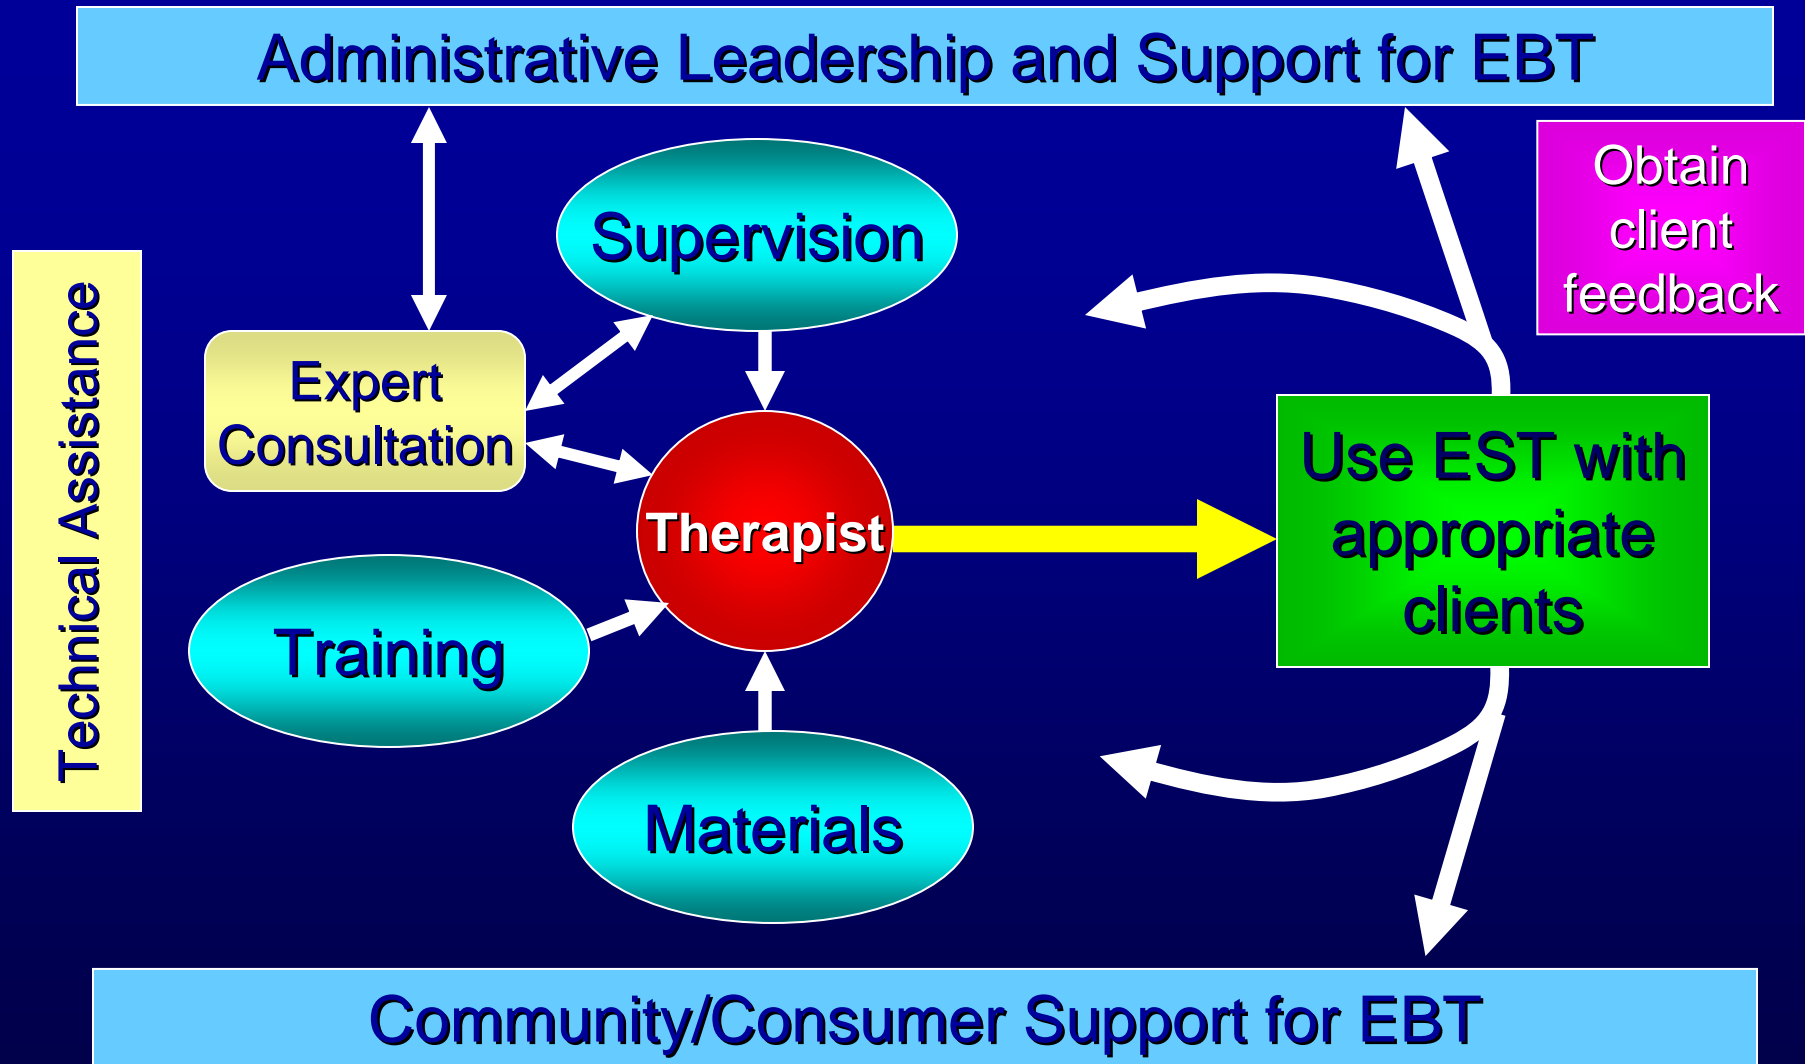 Administrative Leadership and Support for EBT
Obtain
client
feedback
Supervision
Technical Assistance
Expert
Consultation
Therapist
Use EST with
appropriate
clients
Training
Materials
Community/Consumer Support for EBT